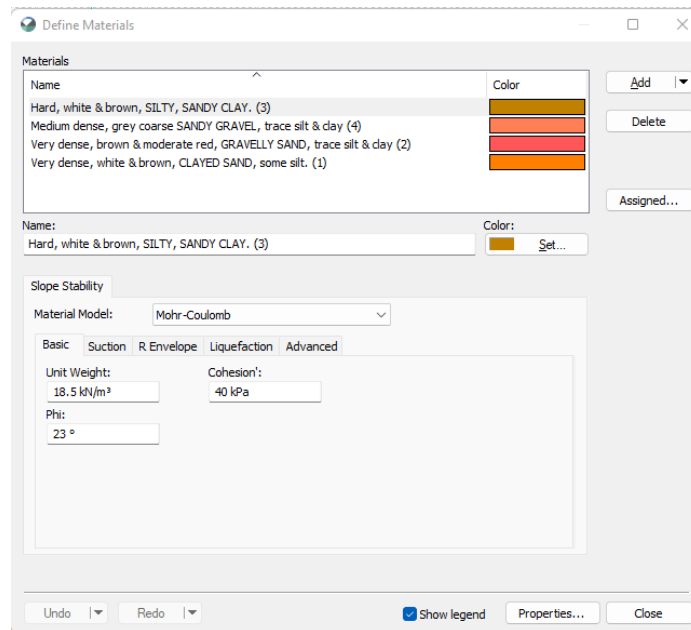 Define Materials
Materials
Name Color
Hard, white & brown, SILTY, SANDY CLAY. (3)
Medium dense, grey coarse SANDY GRAVEL, trace silt & clay (4)
Very dense, brown & moderate red, GRAVELLY SAND, trace silt & clay (2)
Very dense, white & brown, CLAYED SAND, some silt. (1)
Add
Delete
Assigned...
Name: Color:
Hard, white & brown, SILTY, SANDY CLAY. (3) Set...
Slope Stability
Material Model: Mohr-Coulomb
Basic Suction R Envelope Liquefaction Advanced
Unit Weight: Cohesion':
18.5 kN/m³ 40 kPa
Phi:
23 °
Undo Redo Show legend Properties... Close